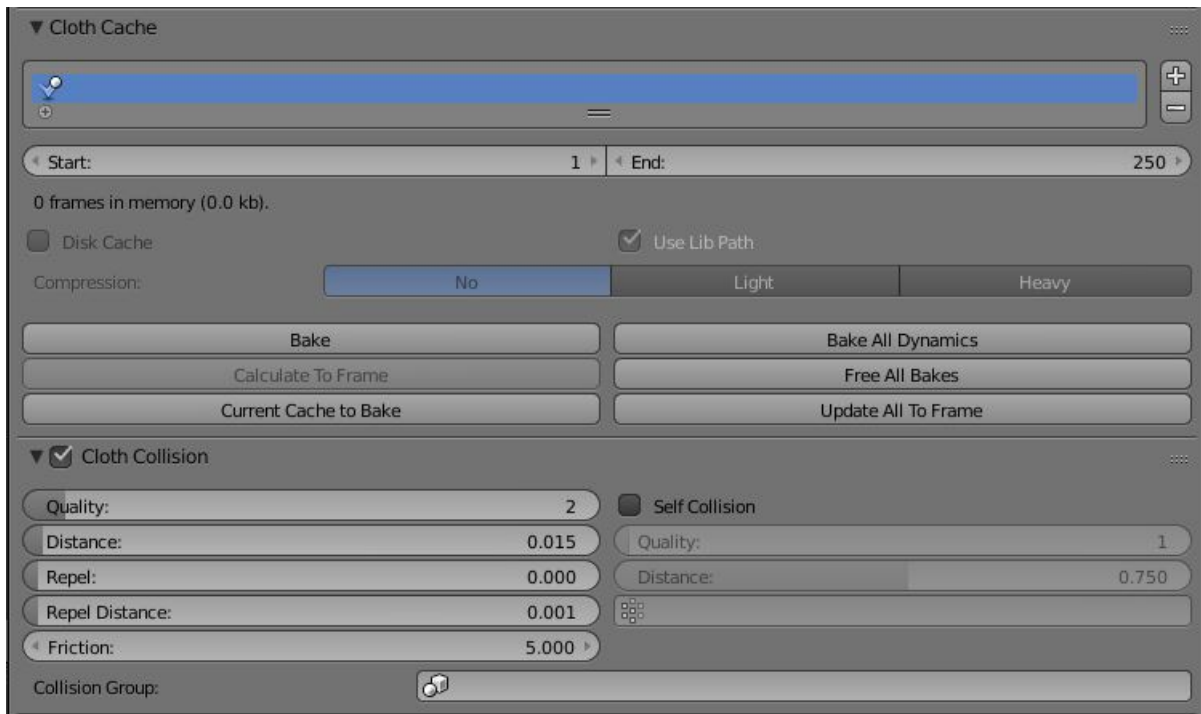 Cloth Cache
Start: 1 End: 250
0 frames in memory (0.0 kb).
Disk Cache Use Lib Path
Compression: No Light Heavy
Bake Bake All Dynamics
Calculate To Frame Free All Bakes
Current Cache to Bake Update All To Frame
Cloth Collision
Quality: 2 Self Collision
Distance: 0.015 Quality: 1
Repel: 0.000 Distance: 0.750
Repel Distance: 0.001
Friction: 5.000
Collision Group: